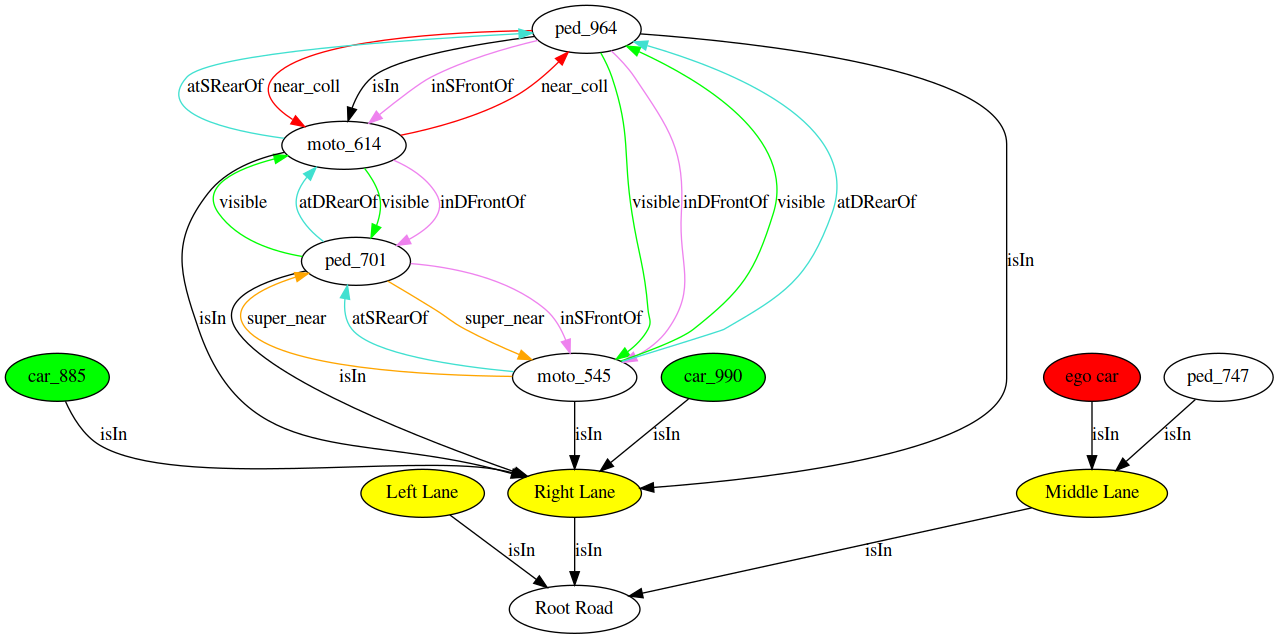 ped_964
atSRearOf
near_coll
isIn
inSFrontOf
near_coll
moto_614
visible
atDRearOf
visible
inDFrontOf
visible
inDFrontOf
visible
atDRearOf
ped_701
isIn
isIn
super_near
atSRearOf
super_near
inSFrontOf
car_885
isIn
moto_545
car_990
ego car
ped_747
isIn
isIn
isIn
isIn
isIn
Left Lane
Right Lane
Middle Lane
isIn
isIn
isIn
Root Road